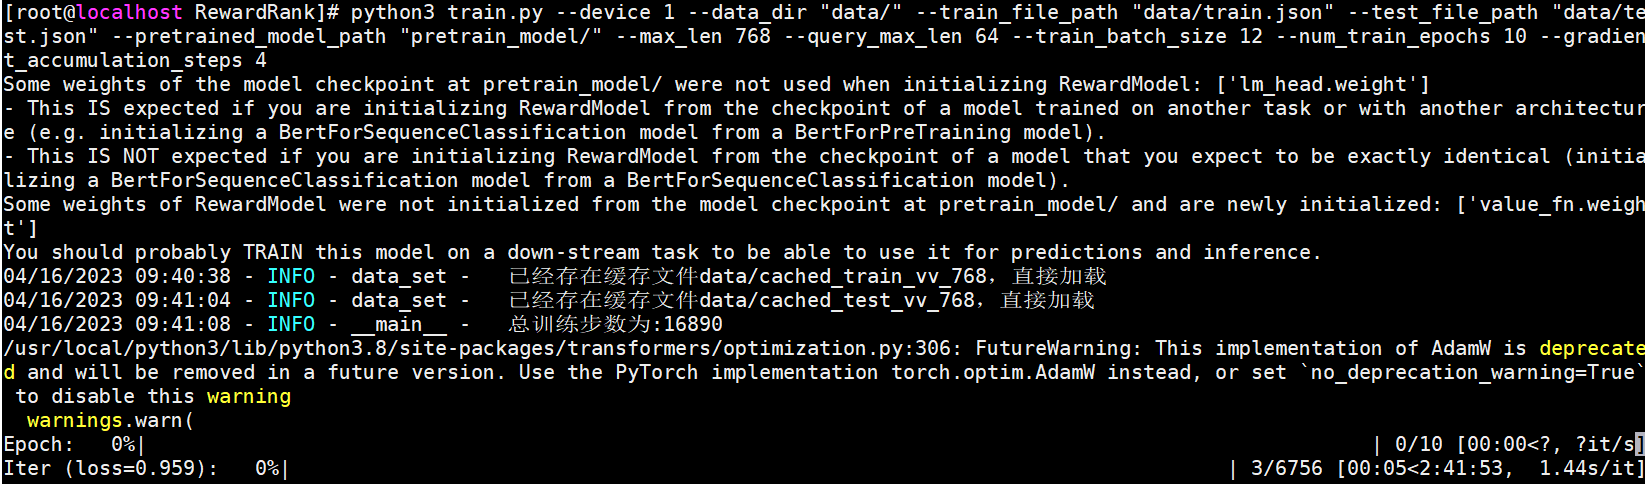 [root@localhost RewardRank]# python3 train.py --device 1 --data_dir "data/" --train_file_path "data/train.json" --test_file_path "data/te
st.json" --pretrained_model_path "pretrain_model/" --max_len 768 --query_max_len 64 --train_batch_size 12 --num_train_epochs 10 --gradien
t_accumulation_steps 4
Some weights of the model checkpoint at pretrain_model/ were not used when initializing RewardModel: ['lm_head.weight']
- This IS expected if you are initializing RewardModel from the checkpoint of a model trained on another task or with another architectur
e (e.g. initializing a BertForSequenceClassification model from a BertForPreTraining model).
- This IS NOT expected if you are initializing RewardModel from the checkpoint of a model that you expect to be exactly identical (initia
lizing a BertForSequenceClassification model from a BertForSequenceClassification model).
Some weights of RewardModel were not initialized from the model checkpoint at pretrain_model/ and are newly initialized: ['value_fn.weigh
t']
You should probably TRAIN this model on a down-stream task to be able to use it for predictions and inference.
04/16/2023 09:40:38 - INFO - data_set -   已经存在缓存文件data/cached_train_vv_768，直接加载
04/16/2023 09:41:04 - INFO - data_set -   已经存在缓存文件data/cached_test_vv_768，直接加载
04/16/2023 09:41:08 - INFO - __main__ -   总训练步数为:16890
/usr/local/python3/lib/python3.8/site-packages/transformers/optimization.py:306: FutureWarning: This implementation of AdamW is deprecate
d and will be removed in a future version. Use the PyTorch implementation torch.optim.AdamW instead, or set `no_deprecation_warning=True`
 to disable this warning
  warnings.warn(
Epoch:   0%| | 0/10 [00:00<?, ?it/s]
Iter (loss=0.959):   0%| | 3/6756 [00:05<2:41:53,  1.44s/it]